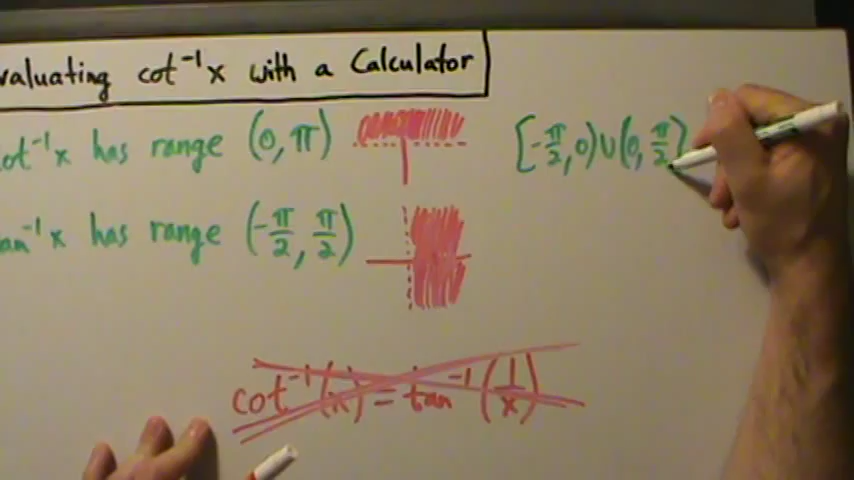 valuating cot⁻¹x with a Calculator
ot⁻¹x has range (0, π)
[-π/2, 0) ∪ (0, π/2]
an⁻¹x has range (-π/2, π/2)
cot⁻¹(x) = tan⁻¹(1/x)